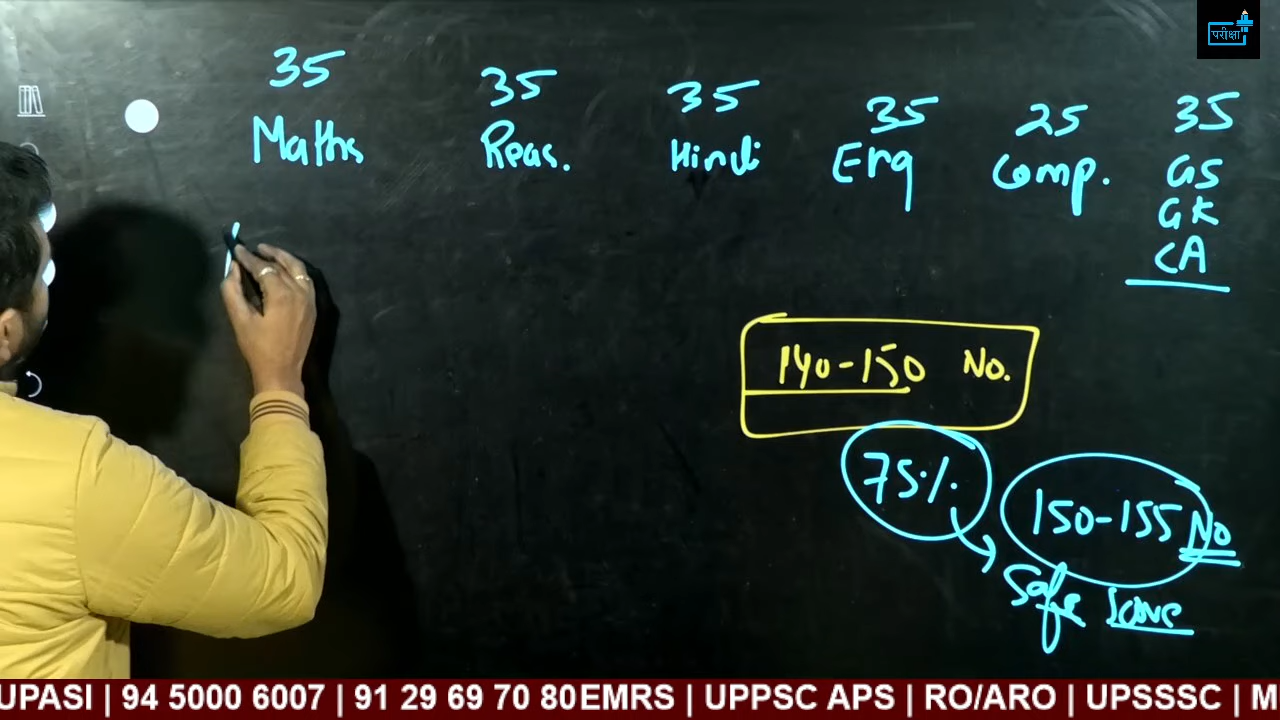 परीक्षा
35 35 35 35 25 35
Maths Reas. Hindi Eng Comp. GS
GK
CA
140-150 No.
75%
150-155 No
Safe Score
UPASI | 94 5000 6007 | 91 29 69 70 80EMRS | UPPSC APS | RO/ARO | UPSSSC | M